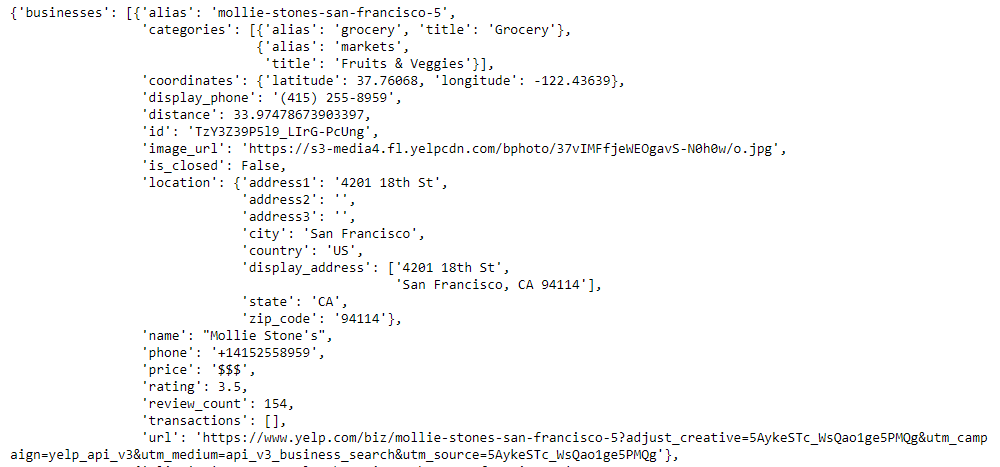 {'businesses': [{'alias': 'mollie-stones-san-francisco-5',
'categories': [{'alias': 'grocery', 'title': 'Grocery'},
{'alias': 'markets',
'title': 'Fruits & Veggies'}],
'coordinates': {'latitude': 37.76068, 'longitude': -122.43639},
'display_phone': '(415) 255-8959',
'distance': 33.97478673903397,
'id': 'TzY3Z39P5l9_LIrG-PcUng',
'image_url': 'https://s3-media4.fl.yelpcdn.com/bphoto/37vIMFfjeWEOgavS-N0h0w/o.jpg',
'is_closed': False,
'location': {'address1': '4201 18th St',
'address2': '',
'address3': '',
'city': 'San Francisco',
'country': 'US',
'display_address': ['4201 18th St',
'San Francisco, CA 94114'],
'state': 'CA',
'zip_code': '94114'},
'name': "Mollie Stone's",
'phone': '+14152558959',
'price': '$$$',
'rating': 3.5,
'review_count': 154,
'transactions': [],
'url': 'https://www.yelp.com/biz/mollie-stones-san-francisco-5?adjust_creative=5AykeSTc_WsQao1ge5PMQg&utm_camp
aign=yelp_api_v3&utm_medium=api_v3_business_search&utm_source=5AykeSTc_WsQao1ge5PMQg'},